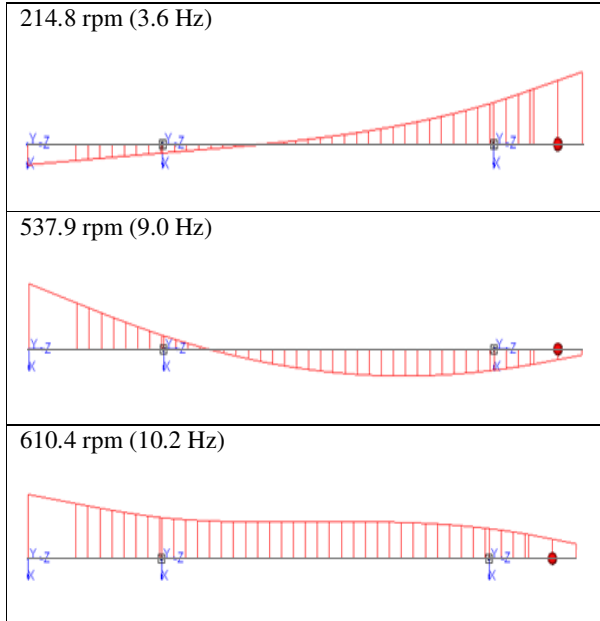 214.8 rpm (3.6 Hz)
Y Z Y Z Y Z
X X X
537.9 rpm (9.0 Hz)
Y Z Y Z Y Z
X X X
610.4 rpm (10.2 Hz)
Y Z Y Z Y Z
X X X